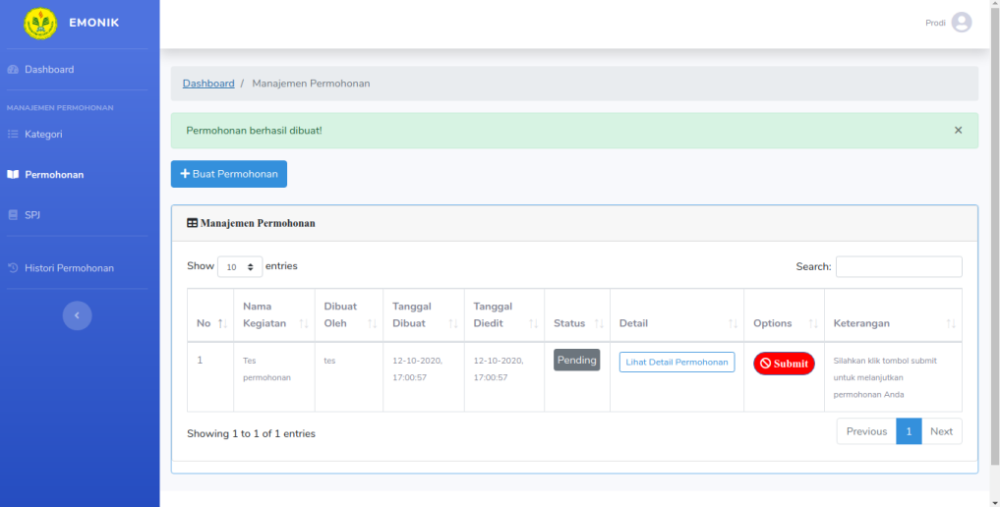 EMONIK
Prodi
Dashboard
Dashboard / Manajemen Permohonan
MANAJEMEN PERMOHONAN
Kategori
Permohonan berhasil dibuat! ×
Permohonan
+ Buat Permohonan
SPJ
Manajemen Permohonan
Histori Permohonan
Show 10 entries
Search:
No Nama Kegiatan Dibuat Oleh Tanggal Dibuat Tanggal Diedit Status Detail Options Keterangan
1 Tes permohonan tes 12-10-2020, 17:00:57 12-10-2020, 17:00:57 Pending Lihat Detail Permohonan Submit Silahkan klik tombol submit untuk melanjutkan permohonan Anda
Showing 1 to 1 of 1 entries
Previous 1 Next